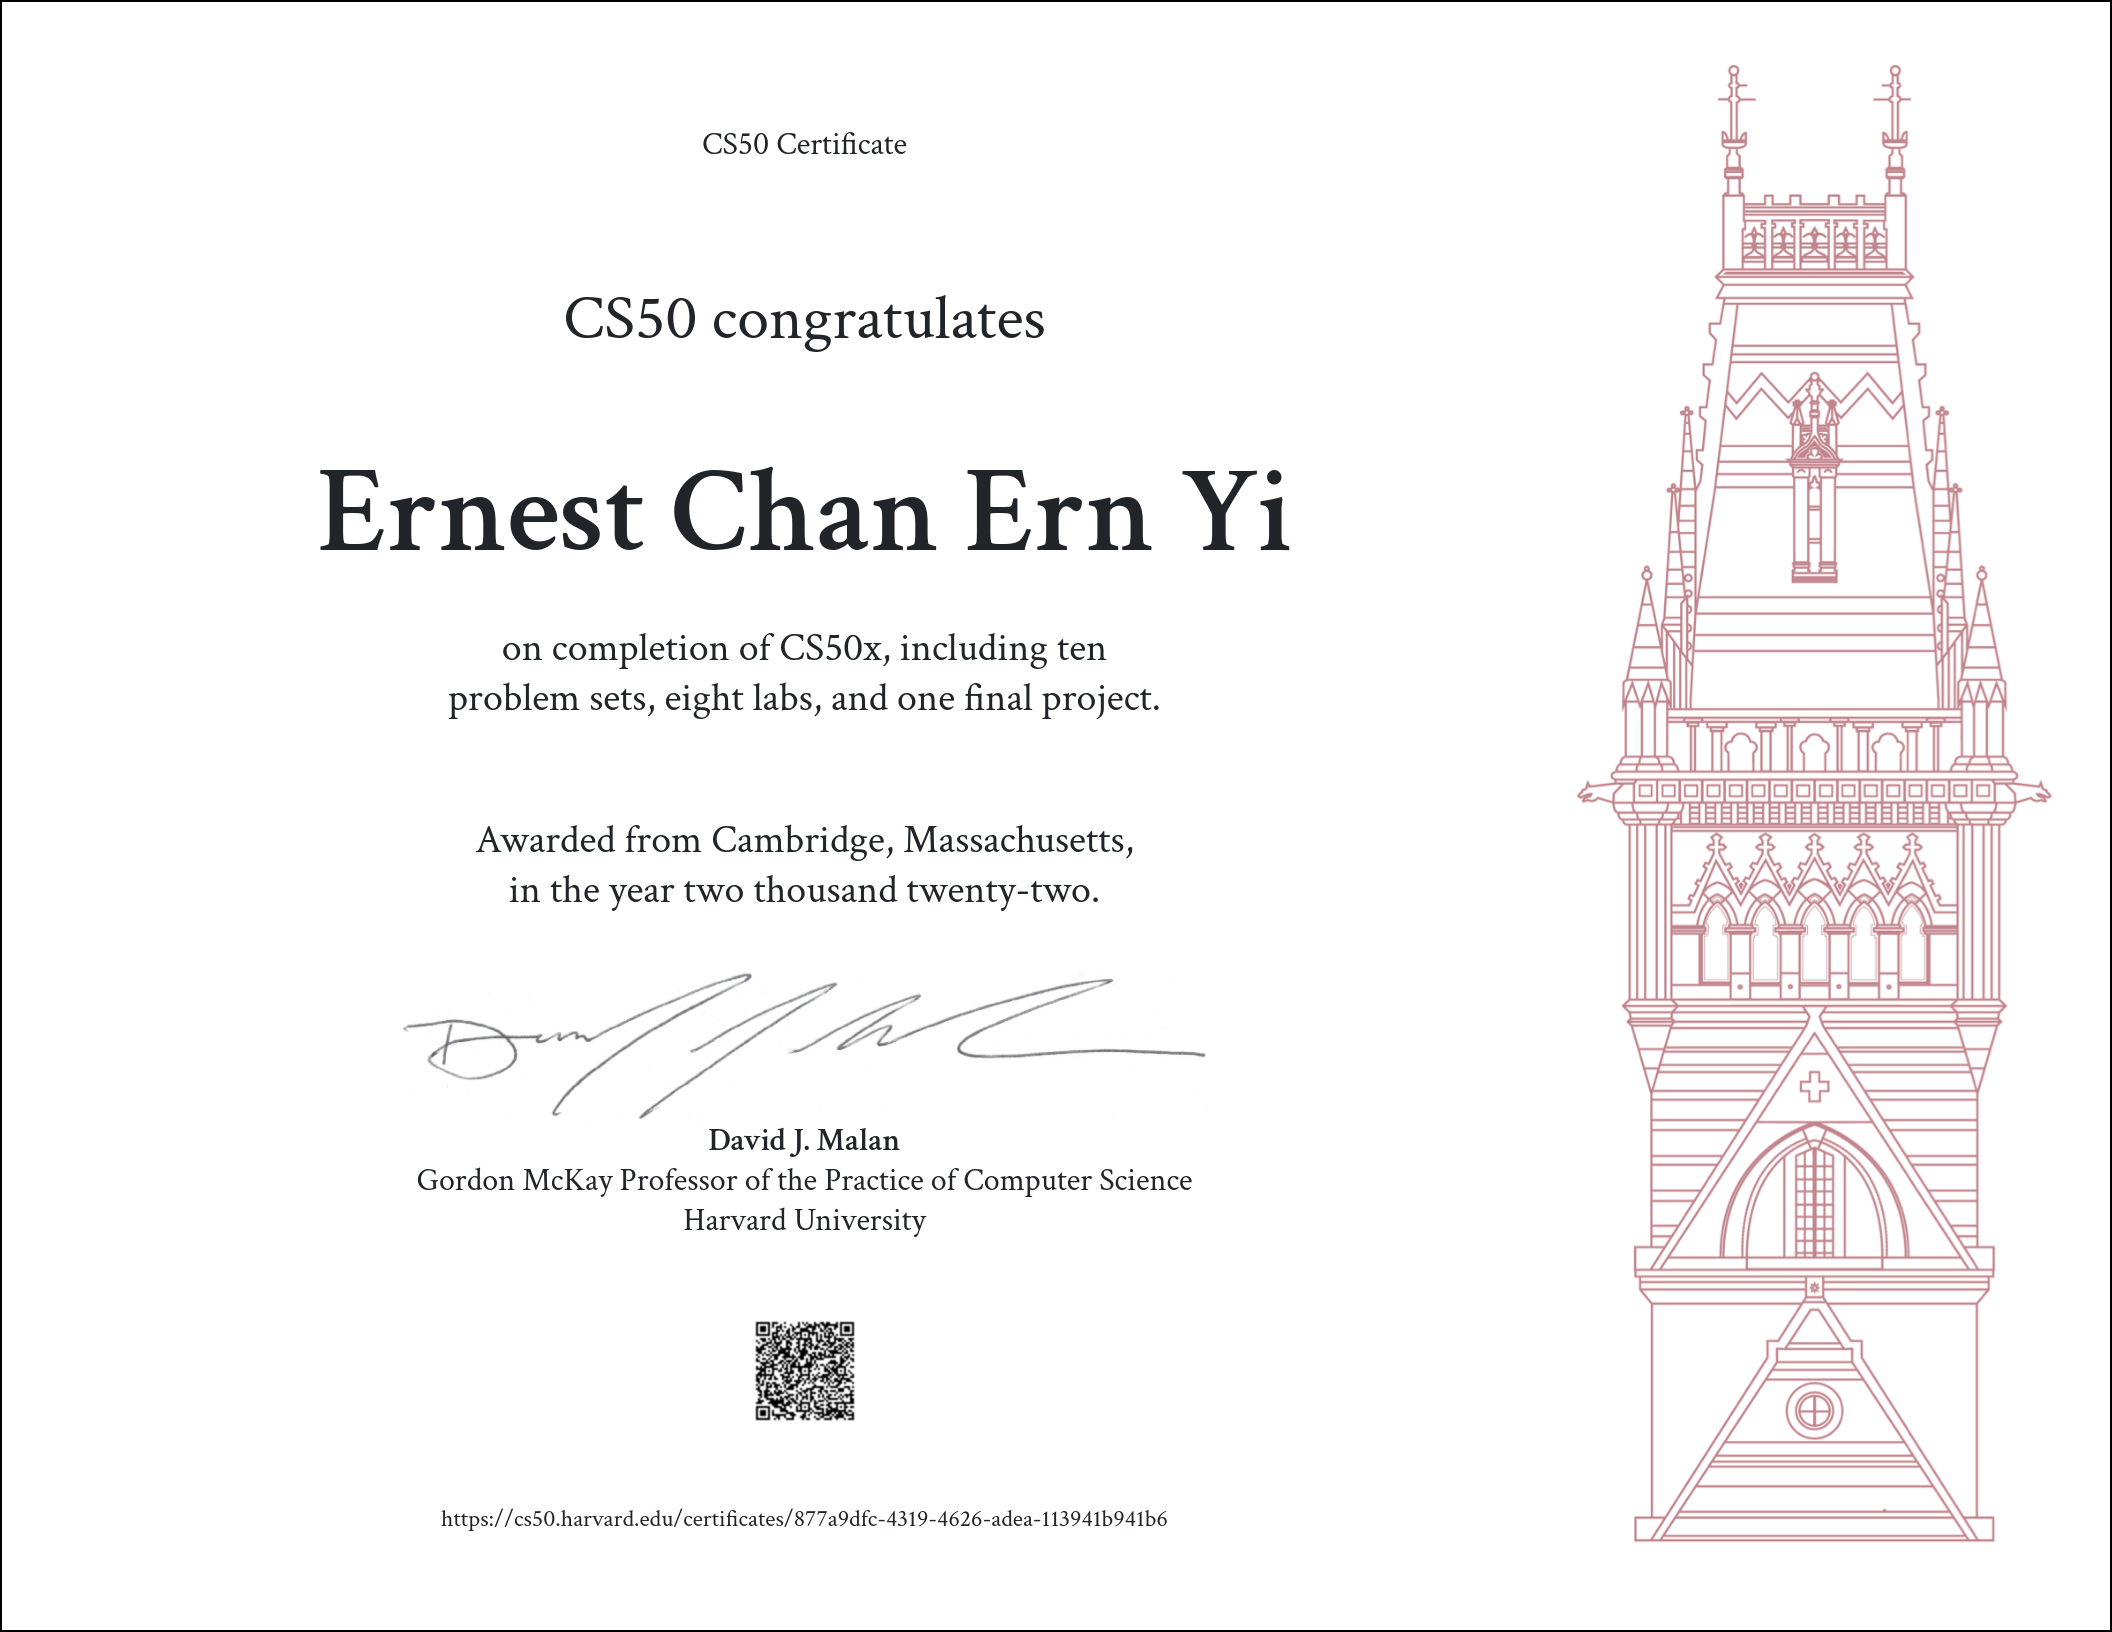 CS50 Certificate
CS50 congratulates
Ernest Chan Ern Yi
on completion of CS50x, including ten
problem sets, eight labs, and one final project.
Awarded from Cambridge, Massachusetts,
in the year two thousand twenty-two.
David J. Malan
Gordon McKay Professor of the Practice of Computer Science
Harvard University
https://cs50.harvard.edu/certificates/877a9dfc-4319-4626-adea-113941b941b6